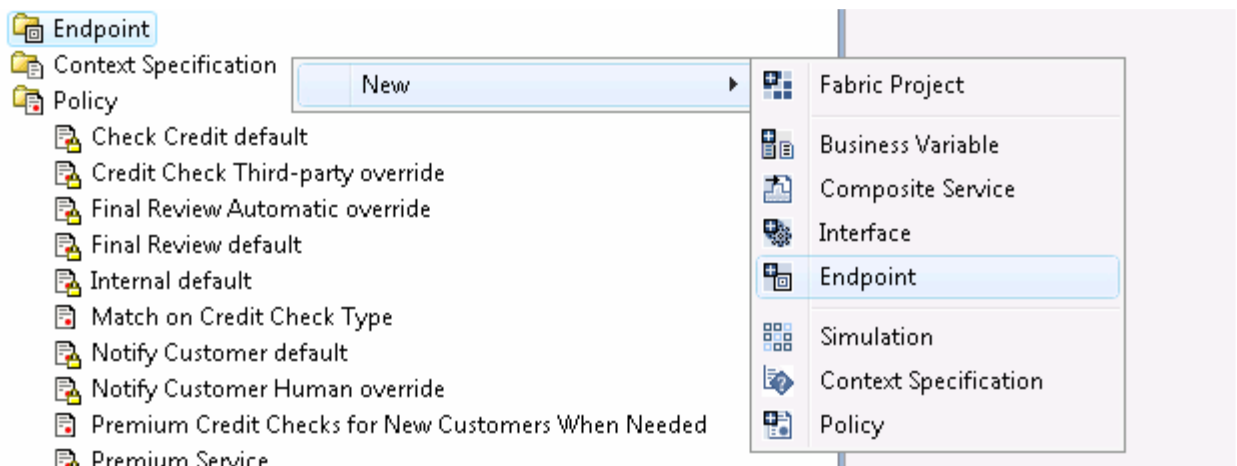 Endpoint
Context Specification
Policy
Check Credit default
Credit Check Third-party override
Final Review Automatic override
Final Review default
Internal default
Match on Credit Check Type
Notify Customer default
Notify Customer Human override
Premium Credit Checks for New Customers When Needed
Premium Service
New
Fabric Project
Business Variable
Composite Service
Interface
Endpoint
Simulation
Context Specification
Policy